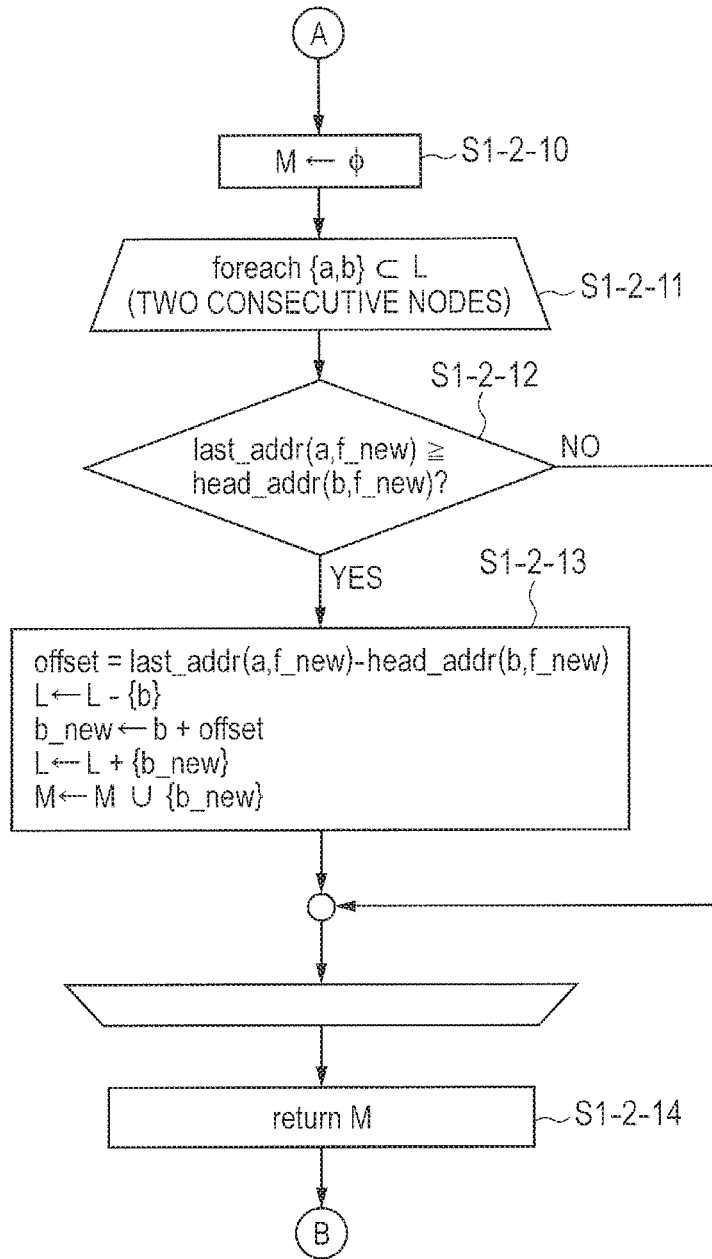 A
M ← ϕ
S1-2-10
foreach {a,b} ⊂ L
(TWO CONSECUTIVE NODES)
S1-2-11
S1-2-12
last_addr(a,f_new) ≧
head_addr(b,f_new)?
NO
YES
S1-2-13
offset = last_addr(a,f_new)-head_addr(b,f_new)
L←L - {b}
b_new ← b + offset
L←L + {b_new}
M←M ∪ {b_new}
return M
S1-2-14
B